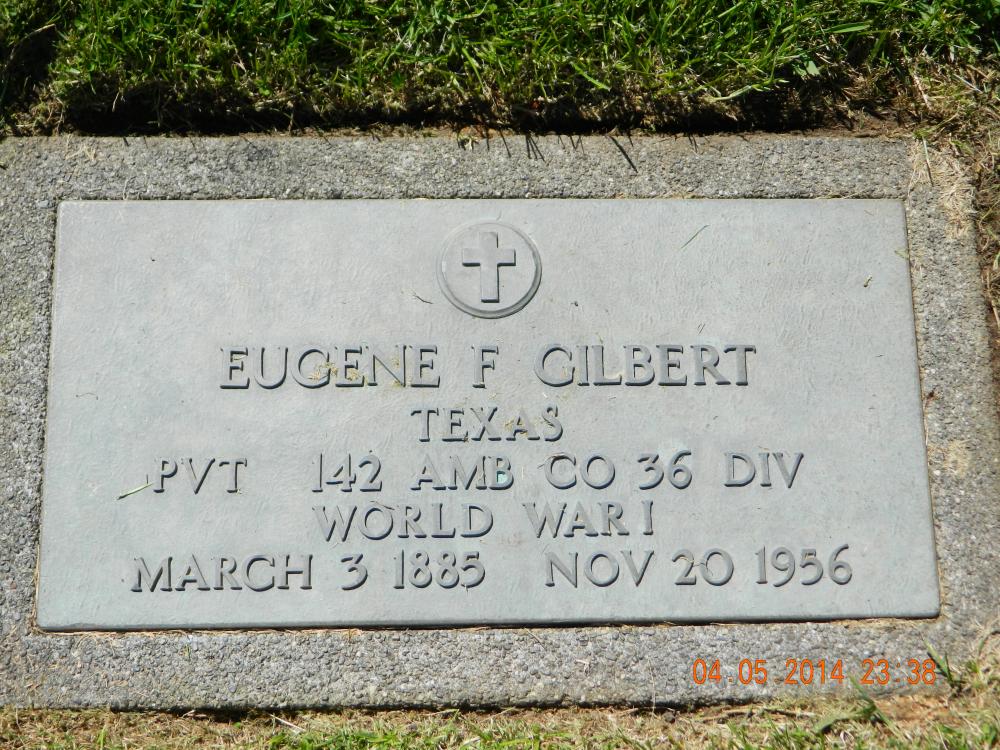 EUGENE F GILBERT
TEXAS
PVT 142 AMB CO 36 DIV
WORLD WAR I
MARCH 3 1885 NOV 20 1956
04.05.2014 23:38